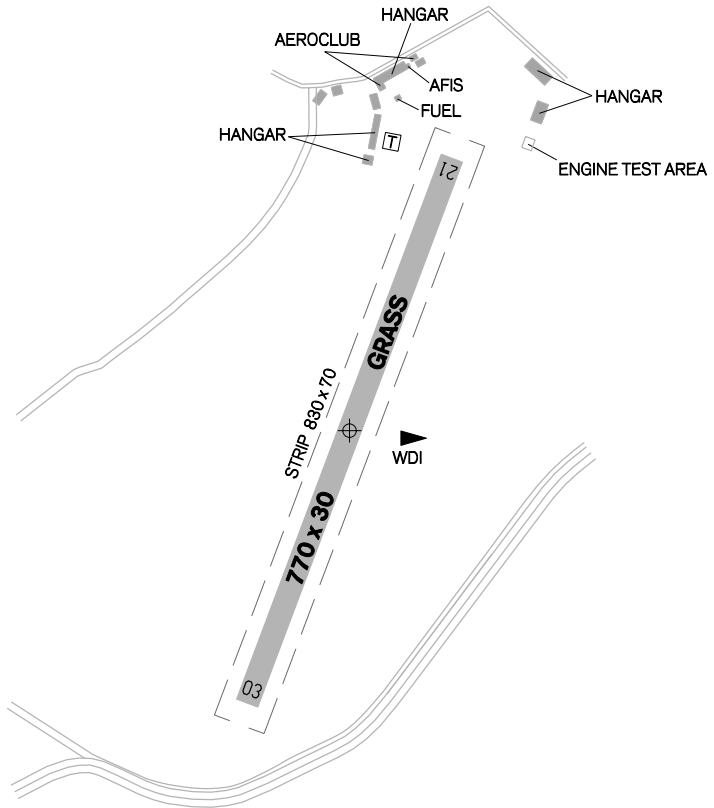 HANGAR
AEROCLUB
AFIS
HANGAR
FUEL
HANGAR
T
ENGINE TEST AREA
21
GRASS
STRIP 830 x 70
WDI
770 x 30
03